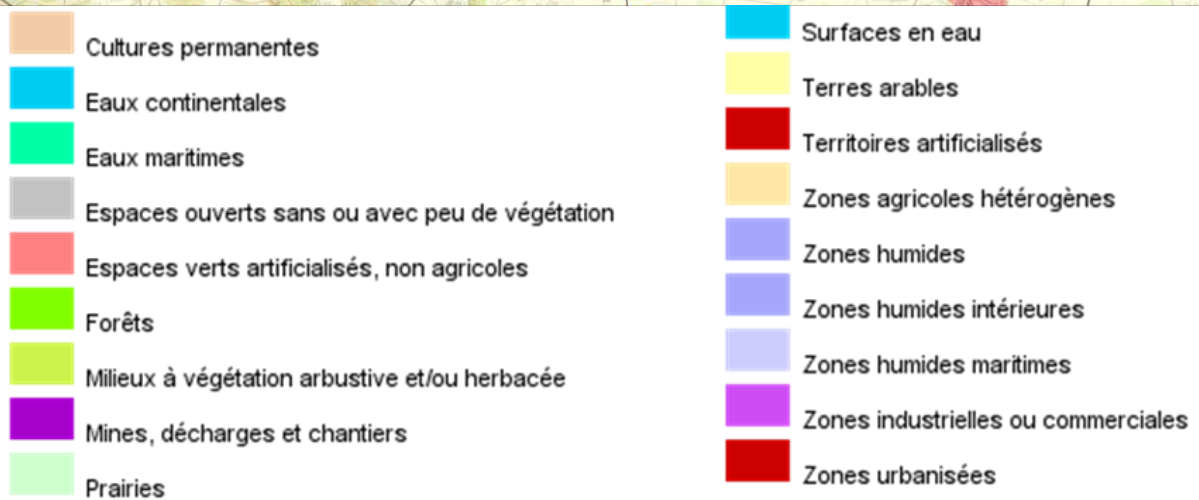 Cultures permanentes
Eaux continentales
Eaux maritimes
Espaces ouverts sans ou avec peu de végétation
Espaces verts artificialisés, non agricoles
Forêts
Milieux à végétation arbustive et/ou herbacée
Mines, décharges et chantiers
Prairies
Surfaces en eau
Terres arables
Territoires artificialisés
Zones agricoles hétérogènes
Zones humides
Zones humides intérieures
Zones humides maritimes
Zones industrielles ou commerciales
Zones urbanisées